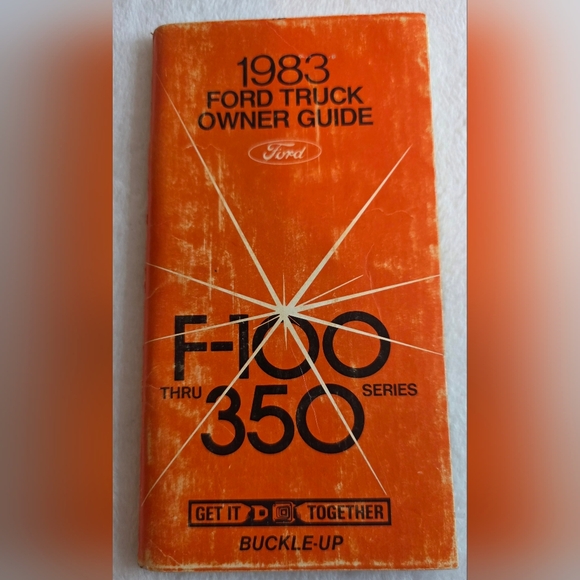 1983
FORD TRUCK
OWNER GUIDE
Ford
F-100
THRU 350 SERIES
GET IT TOGETHER
BUCKLE-UP